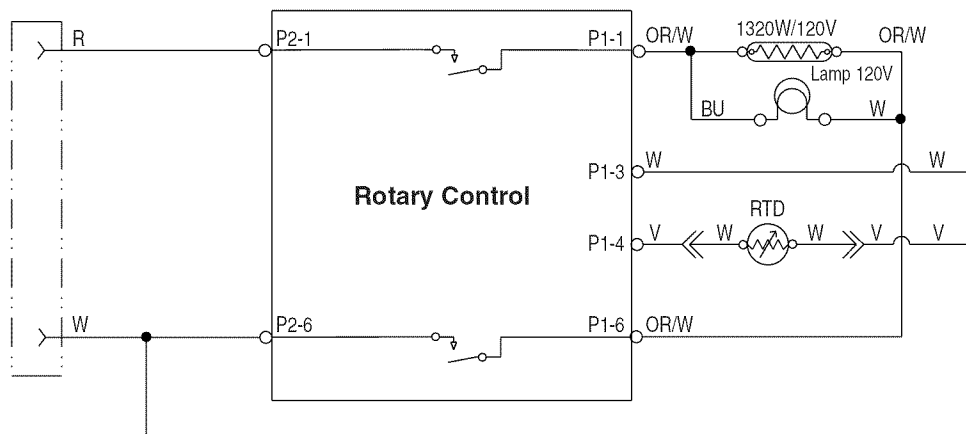 R P2-1 P1-1 OR/W 1320W/120V OR/W
Lamp 120V
BU W
P1-3 W W
Rotary Control
RTD
P1-4 V W W V V
W P2-6 P1-6 OR/W